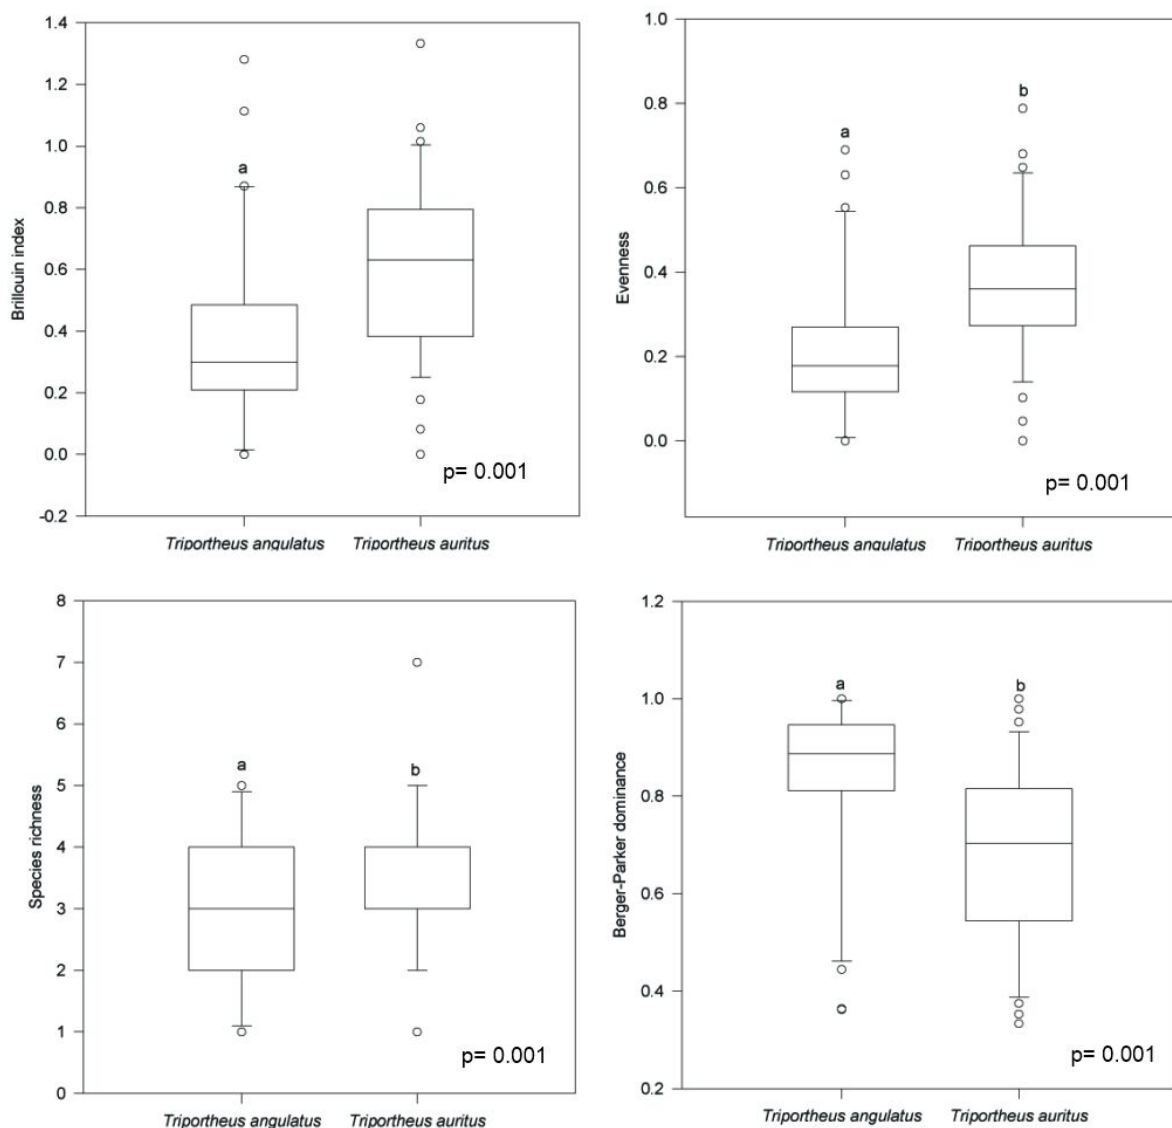 Brillouin index
1.4
1.2
1.0
0.8
0.6
0.4
0.2
0.0
-0.2
a
p= 0.001
Triportheus angulatus Triportheus auritus
Evenness
1.0
0.8
0.6
0.4
0.2
0.0
a
b
p= 0.001
Triportheus angulatus Triportheus auritus
Species richness
8
7
6
5
4
3
2
1
0
a
b
p= 0.001
Triportheus angulatus Triportheus auritus
Berger-Parker dominance
1.2
1.0
0.8
0.6
0.4
0.2
a
b
p= 0.001
Triportheus angulatus Triportheus auritus